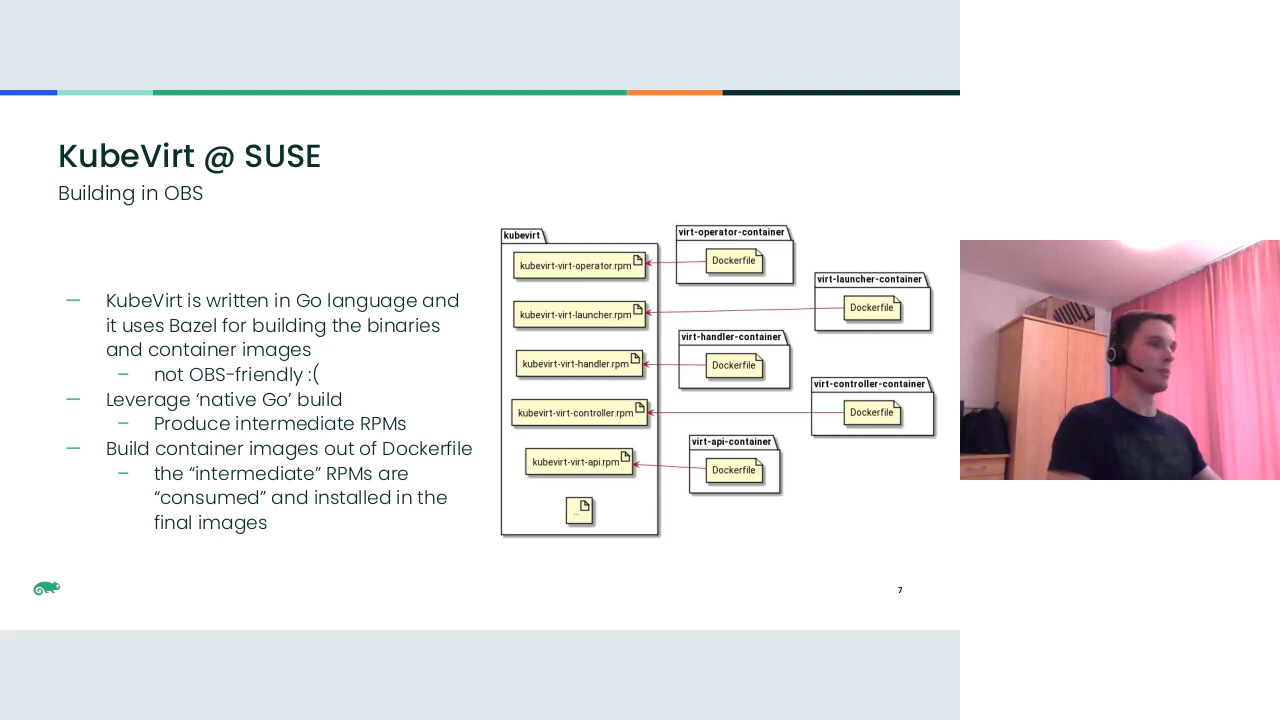 KubeVirt @ SUSE
Building in OBS
— KubeVirt is written in Go language and
it uses Bazel for building the binaries
and container images
– not OBS-friendly :(
— Leverage ‘native Go’ build
– Produce intermediate RPMs
— Build container images out of Dockerfile
– the “intermediate” RPMs are
“consumed” and installed in the
final images
kubevirt
kubevirt-virt-operator.rpm
kubevirt-virt-launcher.rpm
kubevirt-virt-handler.rpm
kubevirt-virt-controller.rpm
kubevirt-virt-api.rpm
...
virt-operator-container
Dockerfile
virt-launcher-container
Dockerfile
virt-handler-container
Dockerfile
virt-controller-container
Dockerfile
virt-api-container
Dockerfile
7